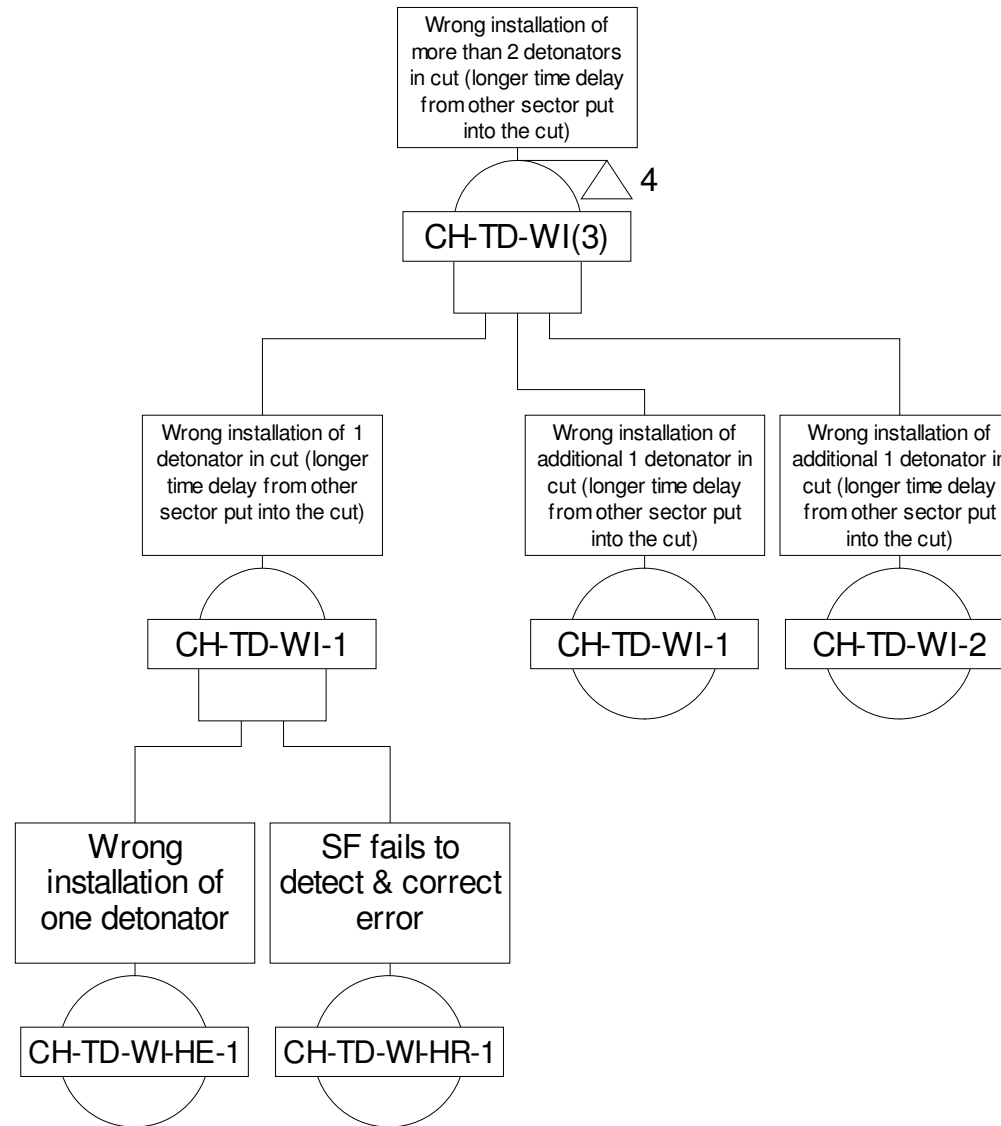 Wrong installation of
more than 2 detonators
in cut (longer time delay
from other sector put
into the cut)
4
CH-TD-WI(3)
Wrong installation of 1
detonator in cut (longer
time delay from other
sector put into the cut)
Wrong installation of
additional 1 detonator in
cut (longer time delay
from other sector put
into the cut)
Wrong installation of
additional 1 detonator in
cut (longer time delay
from other sector put
into the cut)
CH-TD-WI-1
CH-TD-WI-1
CH-TD-WI-2
Wrong
installation of
one detonator
SF fails to
detect & correct
error
CH-TD-WI-HE-1
CH-TD-WI-HR-1